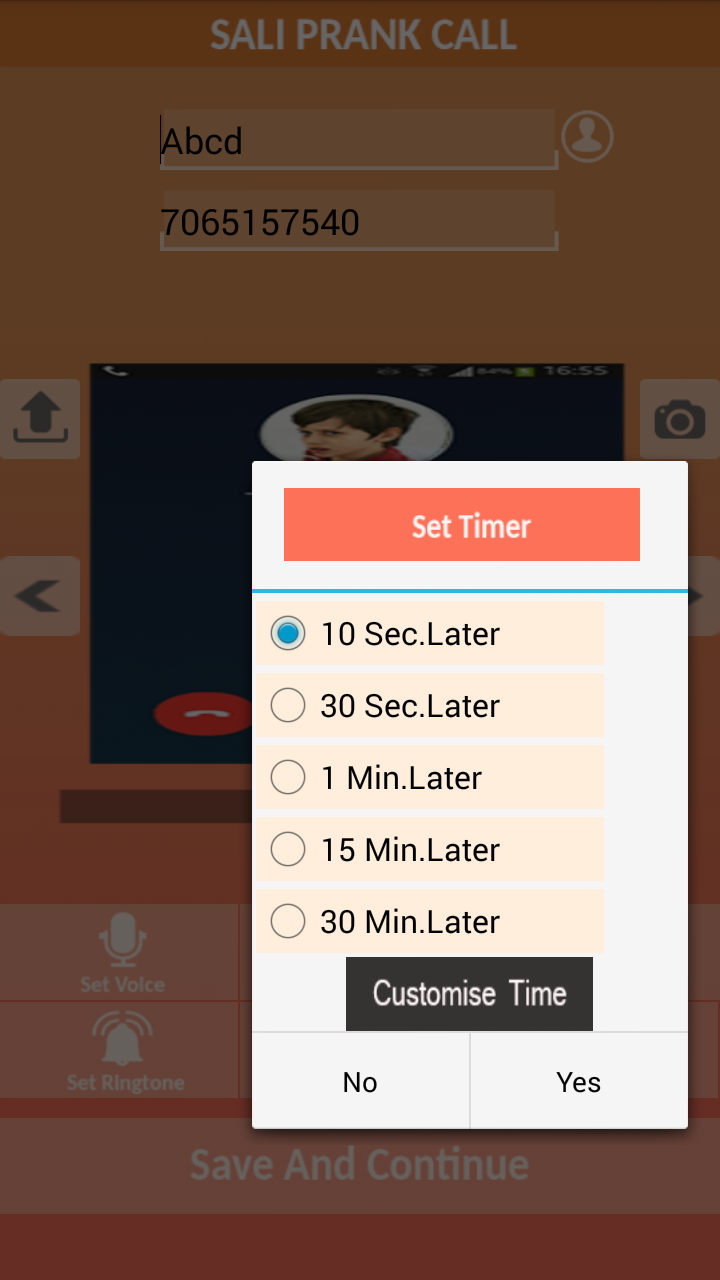 SALI PRANK CALL
Abcd
7065157540
84% 16:55
Set Timer
10 Sec.Later
30 Sec.Later
1 Min.Later
15 Min.Later
30 Min.Later
Customise Time
No Yes
Set Voice
Set Ringtone
Save And Continue